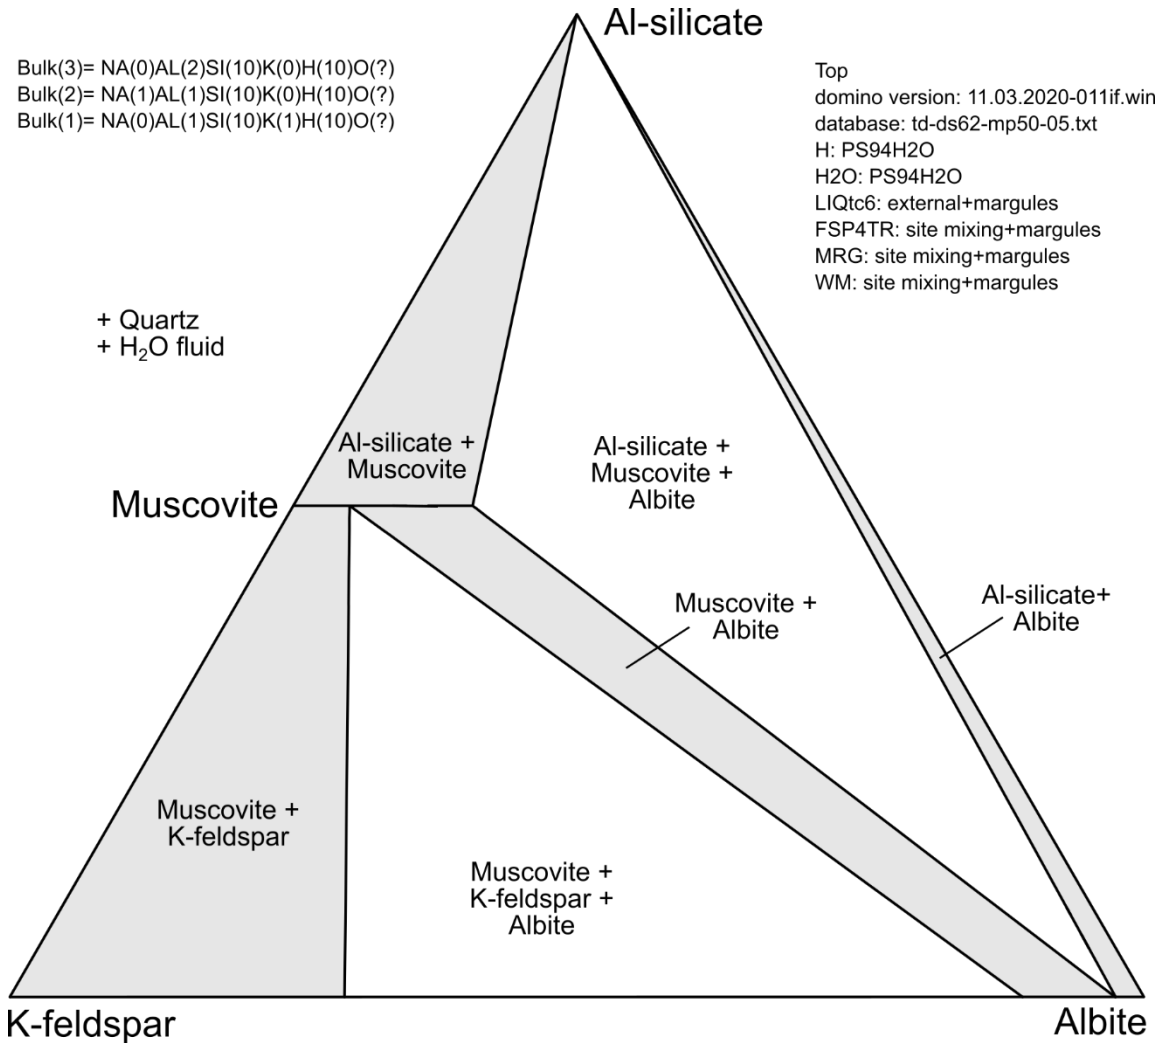 Al-silicate
Bulk(3)= NA(0)AL(2)SI(10)K(0)H(10)O(?)
Bulk(2)= NA(1)AL(1)SI(10)K(0)H(10)O(?)
Bulk(1)= NA(0)AL(1)SI(10)K(1)H(10)O(?)
Top
domino version: 11.03.2020-011if.win
database: td-ds62-mp50-05.txt
H: PS94H2O
H2O: PS94H2O
LIQtc6: external+margules
FSP4TR: site mixing+margules
MRG: site mixing+margules
WM: site mixing+margules
+ Quartz
+ H₂O fluid
Al-silicate +
Muscovite
Al-silicate +
Muscovite +
Albite
Muscovite
Muscovite +
Albite
Al-silicate+
Albite
Muscovite +
K-feldspar
Muscovite +
K-feldspar +
Albite
K-feldspar
Albite